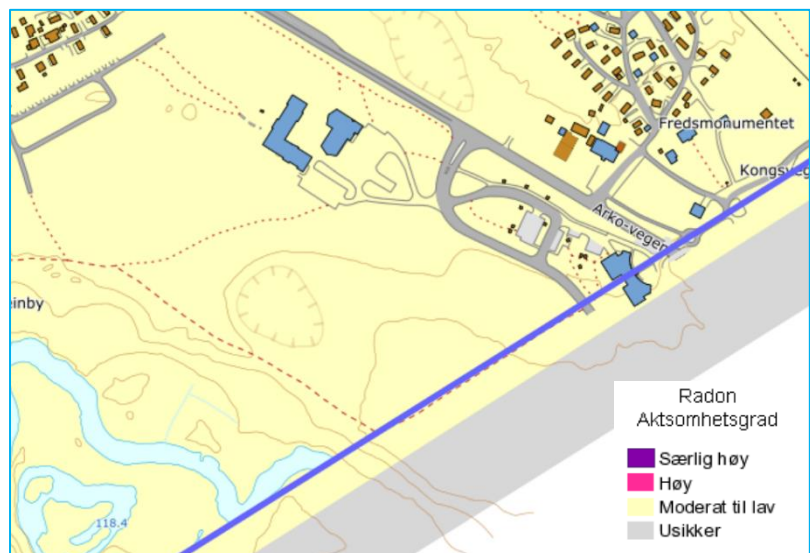 Fredsmonumentet
Kongsveg
Arko-vegen
einby
118.4
Radon
Aktsomhetsgrad
Særlig høy
Høy
Moderat til lav
Usikker